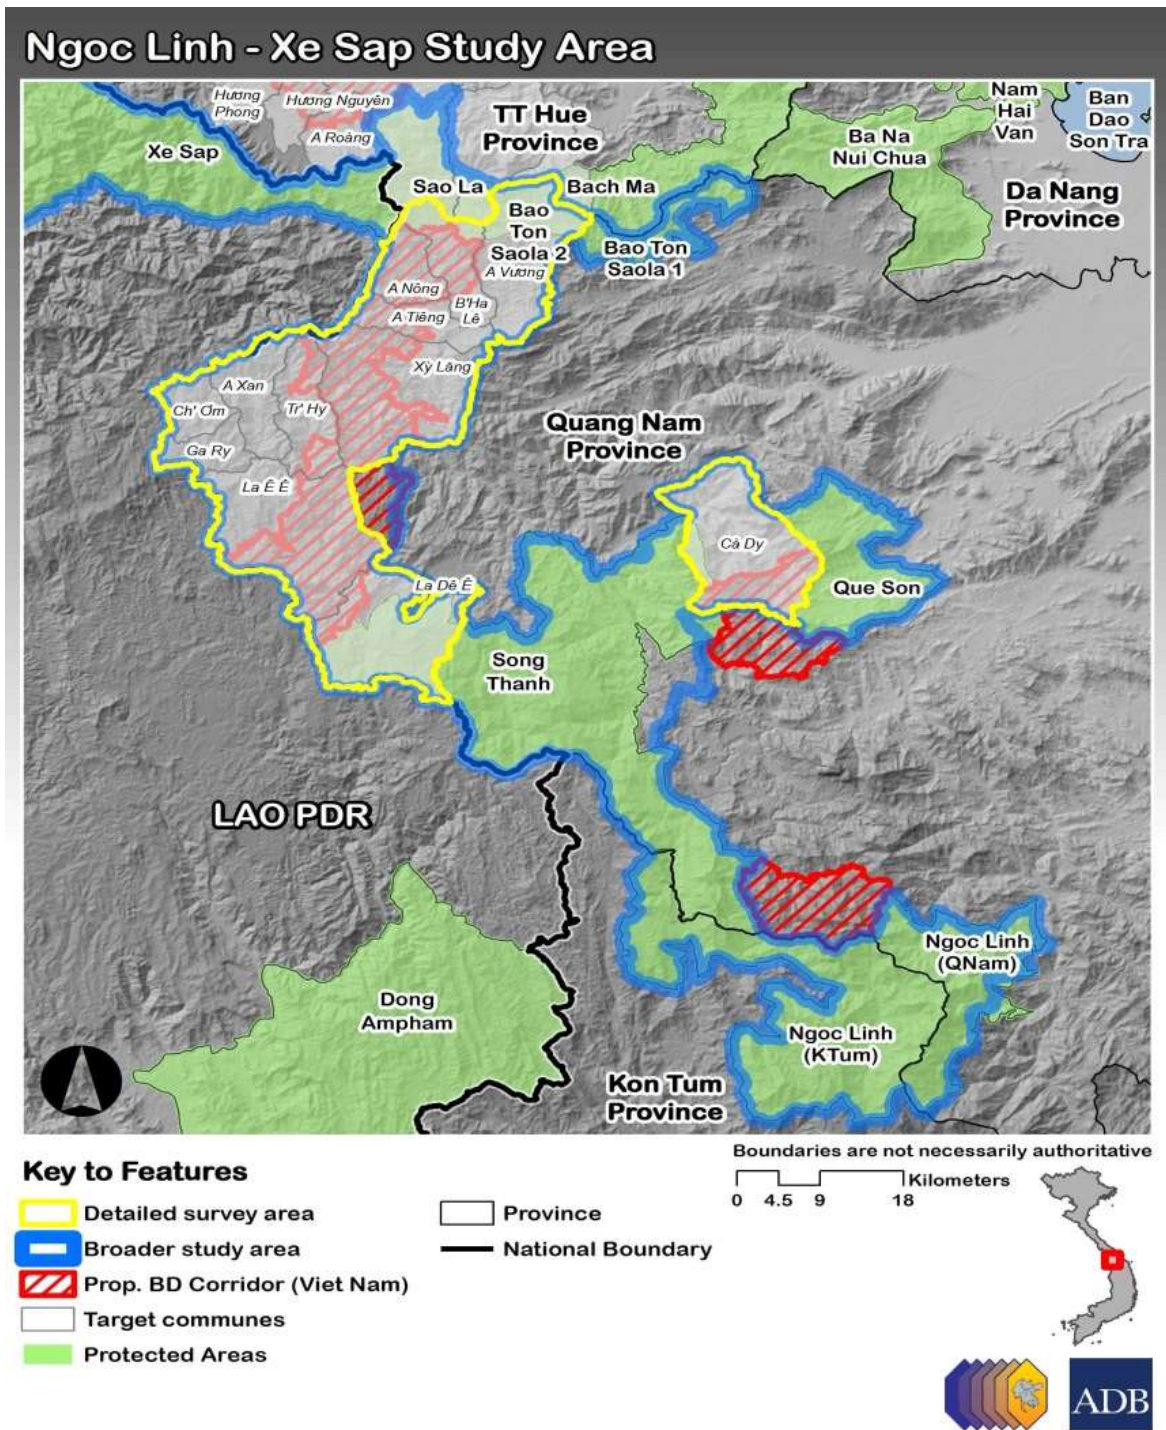 Ngoc Linh - Xe Sap Study Area
Hương
Phong
Hương Nguyên
A Roàng
Xe Sap
TT Hue
Province
Nam
Hai
Van
Ban
Dao
Son Tra
Ba Na
Nui Chua
Da Nang
Province
Sao La
Bach Ma
Bao
Ton
Saola 2
Bao Ton
Saola 1
A Vương
A Nông
B'Ha
Lê
A Tiêng
Xỳ Lăng
A Xan
Ch' Ơm
Tr' Hy
Ga Ry
La Ê Ê
Quang Nam
Province
Cà Dy
La Dê Ê
Que Son
Song
Thanh
LAO PDR
Dong
Ampham
Ngoc Linh
(QNam)
Ngoc Linh
(KTum)
Kon Tum
Province
Boundaries are not necessarily authoritative
Kilometers
0 4.5 9 18
Key to Features
Detailed survey area
Broader study area
Prop. BD Corridor (Viet Nam)
Target communes
Protected Areas
Province
National Boundary
ADB